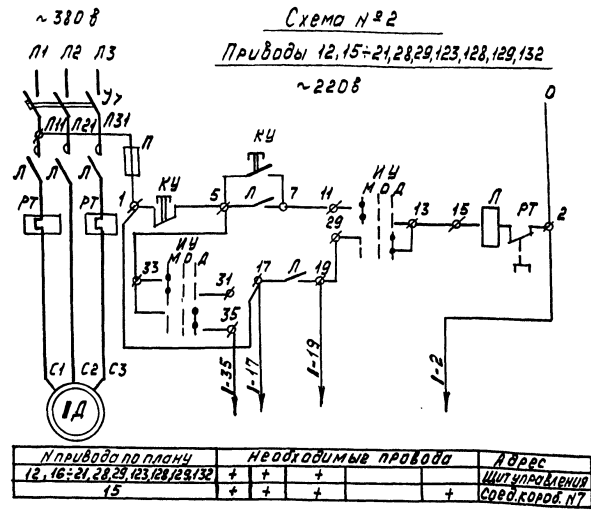 ~ 380 в
Схема №2
Приводы 12, 15÷21, 28, 29, 123, 128, 129, 132
~220 в
Л1 Л2 Л3
О
Л11 Л21 Л31
П
КУ
Л
РТ РТ
1
КУ
5
Л
7
11
ИУ
М Р Д
13
15
Л
РТ
2
29
33
ИУ
М Р Д
31
35
17
Л
19
С1 С2 С3
1Д
1-35
1-17
1-19
1-2
N привода по плану Необходимые провода Адрес
12, 16÷21, 28, 29, 123, 128, 129, 132 + + + Щит управления
15 + + + + Соед. короб. N7